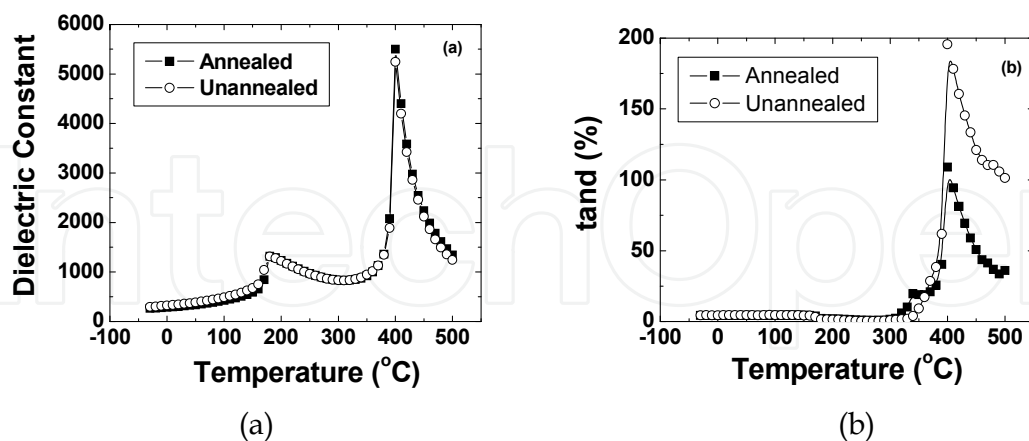 6000
5000
4000
3000
2000
1000
0
Dielectric Constant
Annealed
Unannealed
(a)
-100 0 100 200 300 400 500
Temperature (°C)
(a)
200
150
100
50
0
tand (%)
Annealed
Unannealed
(b)
-100 0 100 200 300 400 500
Temperature (°C)
(b)
IntechOpen